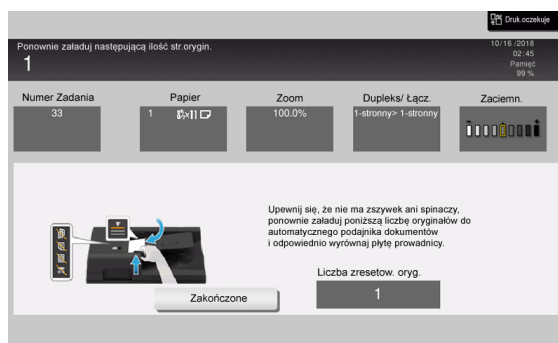 Druk.oczekuje
Ponownie załaduj następującą ilość str.orygin.
1
10/16 /2018
02:45
Pamięć
99 %
Numer Zadania
Papier
Zoom
Dupleks/ Łącz.
Zaciemn.
33
1
100.0%
1-stronny> 1-stronny
Upewnij się, że nie ma zszywek ani spinaczy,
ponownie załaduj poniższą liczbę oryginałów do
automatycznego podajnika dokumentów
i odpowiednio wyrównaj płytę prowadnicy.
Liczba zresetow. oryg.
1
Zakończone